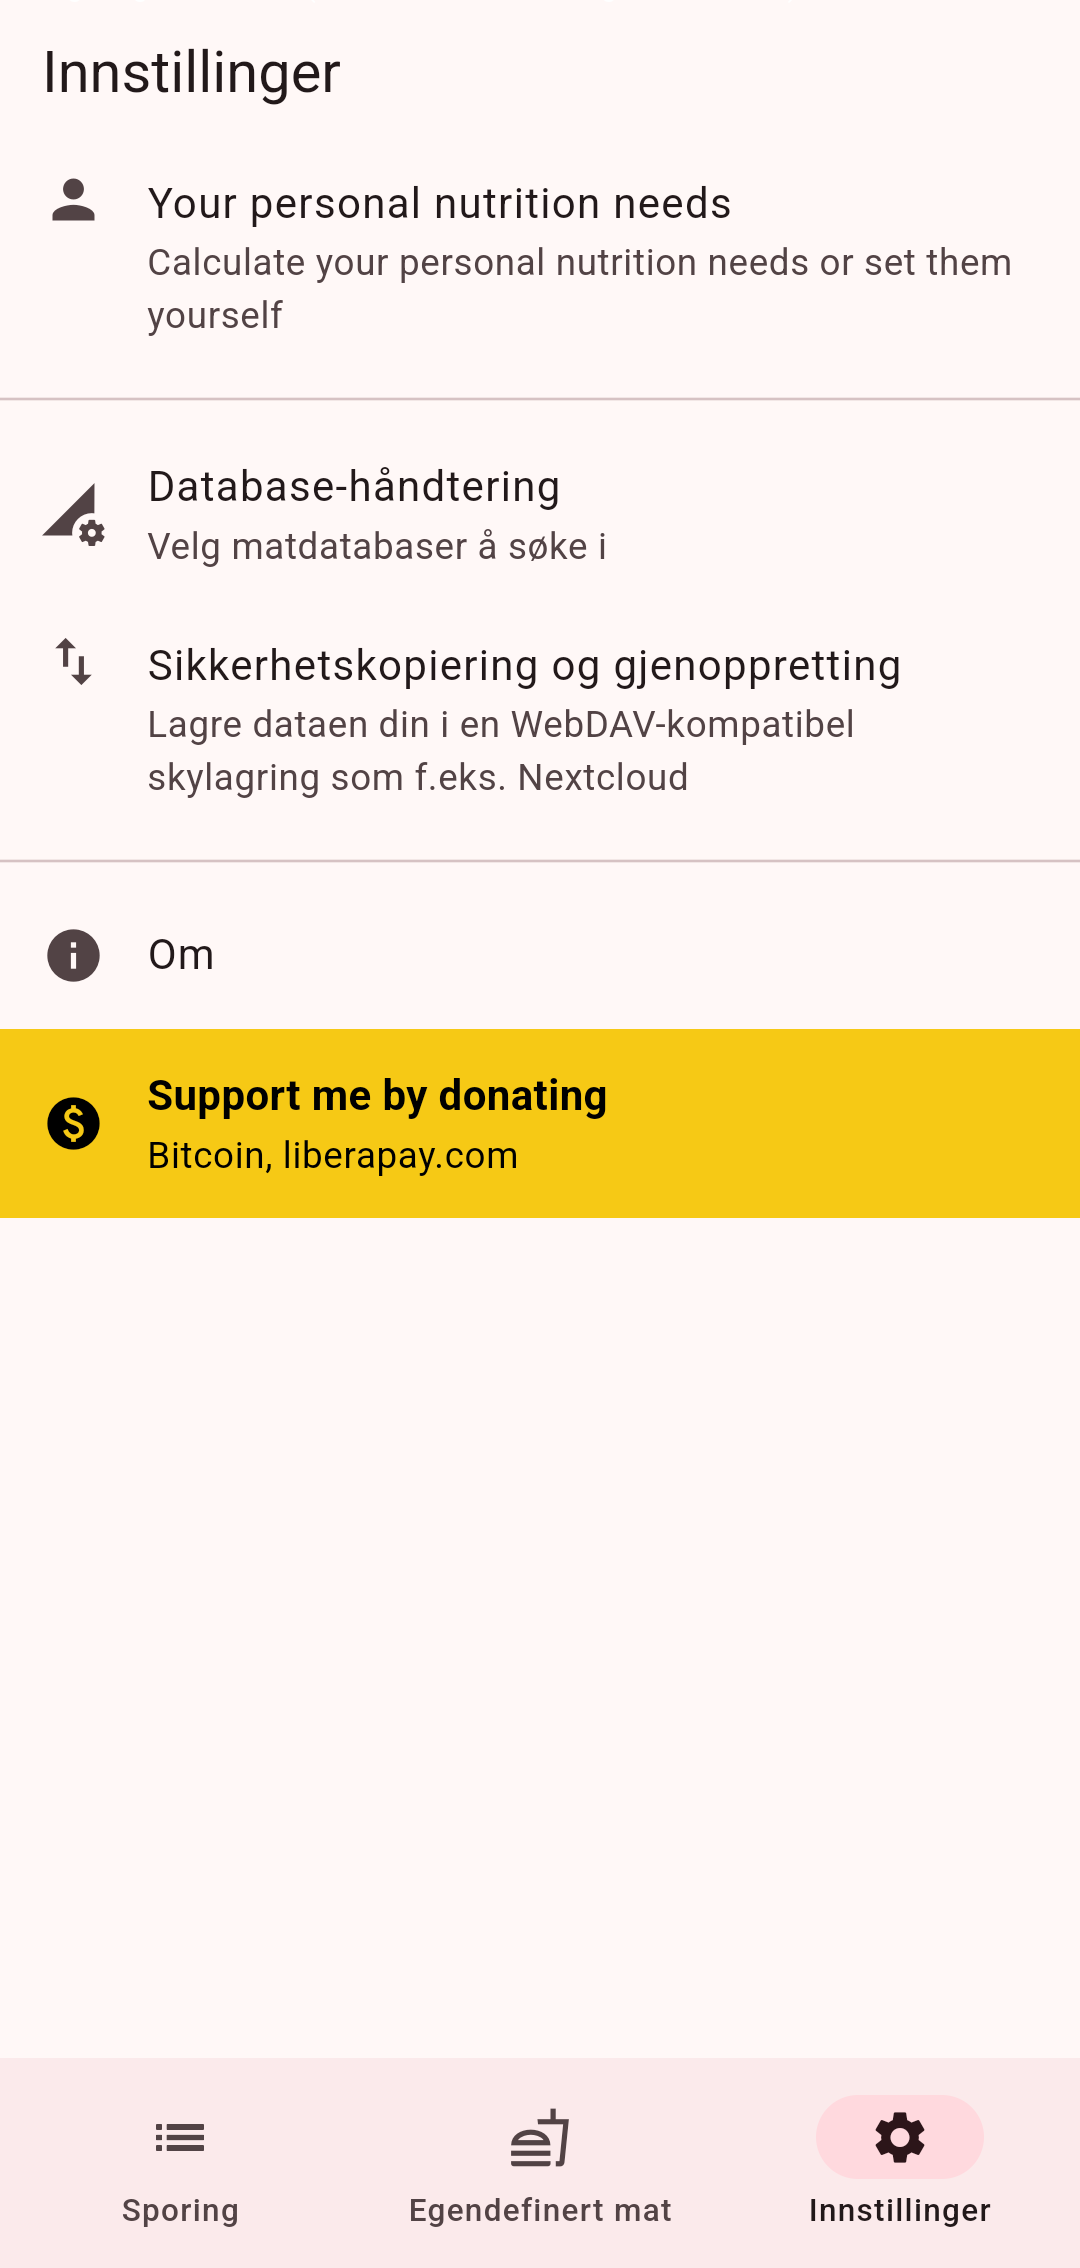 Innstillinger
Your personal nutrition needs
Calculate your personal nutrition needs or set them
yourself
Database-håndtering
Velg matdatabaser å søke i
Sikkerhetskopiering og gjenoppretting
Lagre dataen din i en WebDAV-kompatibel
skylagring som f.eks. Nextcloud
Om
Support me by donating
Bitcoin, liberapay.com
Sporing
Egendefinert mat
Innstillinger